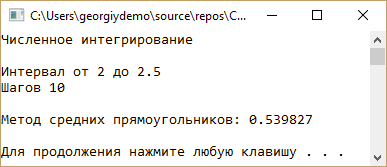 C:\Users\georgiydemo\source\repos\C...
Численное интегрирование
Интервал от 2 до 2.5
Шагов 10
Метод средних прямоугольников: 0.539827
Для продолжения нажмите любую клавишу . . .